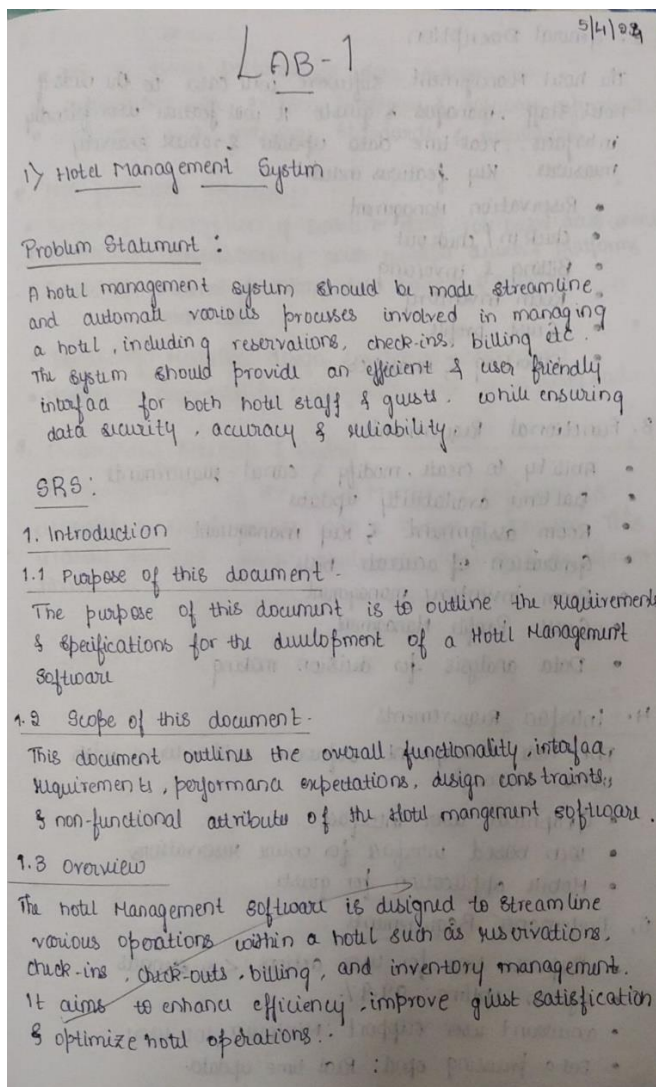 5/4/24
LAB-1
1) Hotel Management System
Problem Statement :
A hotel management system should be made streamline,
and automate various processes involved in managing
a hotel, including reservations, check-ins, billing etc.
The system should provide an efficient & user friendly
interface for both hotel staff & guests. while ensuring
data security, accuracy & reliability.
SRS:
1. Introduction
1.1 Purpose of this document:-
The purpose of this document is to outline the requirements
& specifications for the development of a Hotel Management
Software
1.2 Scope of this document -
This document outlines the overall functionality, interface,
requirements, performance expectations, design constraints,
& non-functional attributes of the Hotel mangement software.
1.3 Overview
The hotel Management software is designed to streamline
various operations within a hotel such as reservations,
check-ins, check-outs, billing, and inventory management.
It aims to enhance efficiency, improve guest satisfaction
& optimize hotel operations.